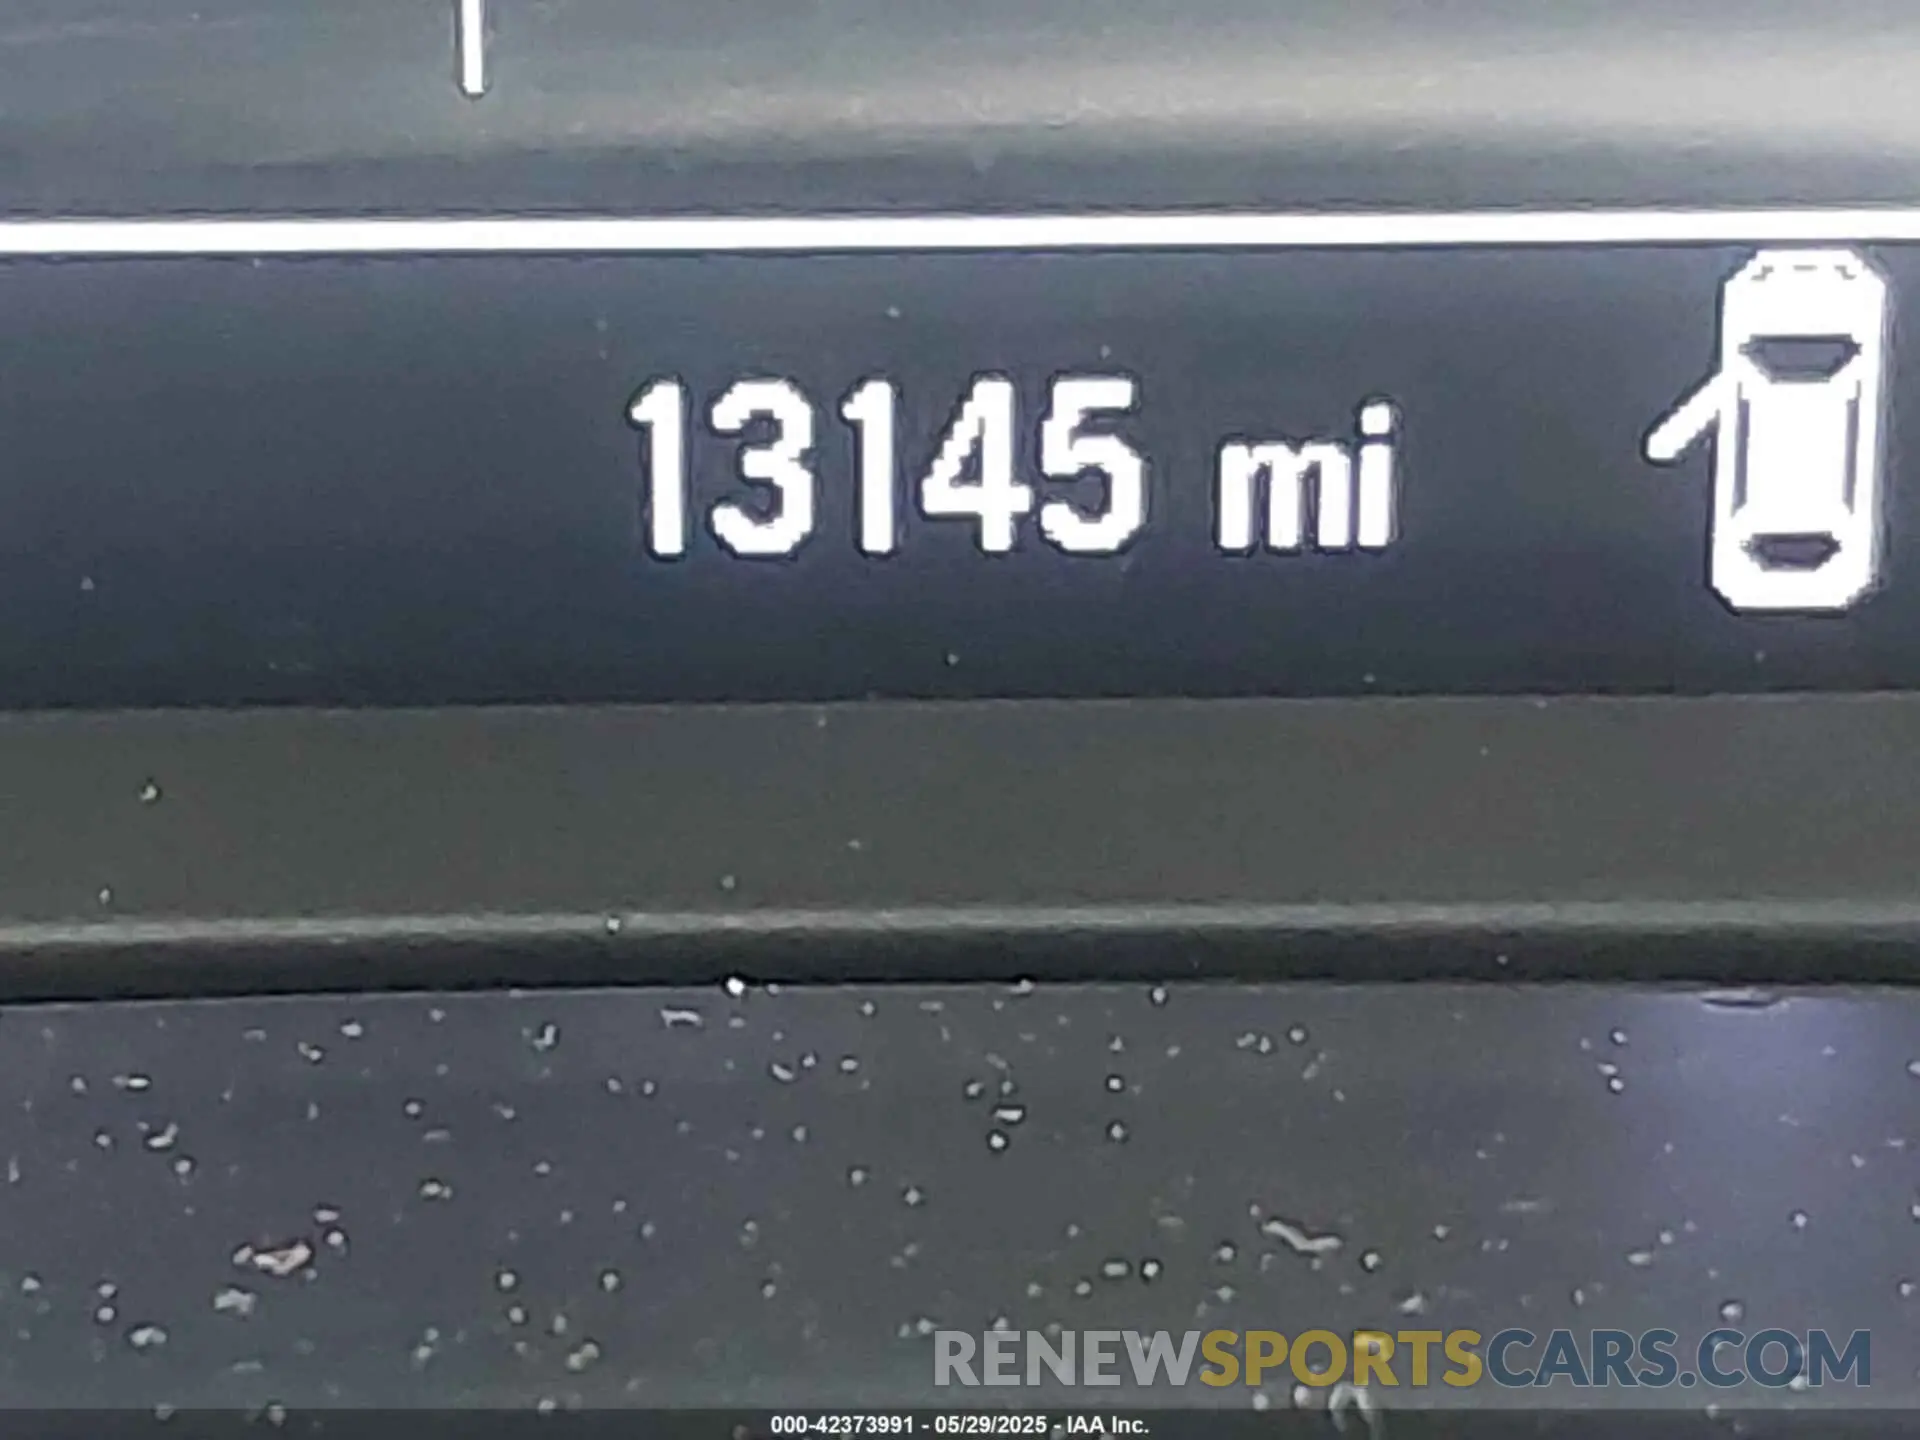 13145 mi
RENEWSPORTSCARS.COM
000-42373991 - 05/29/2025 - IAA Inc.